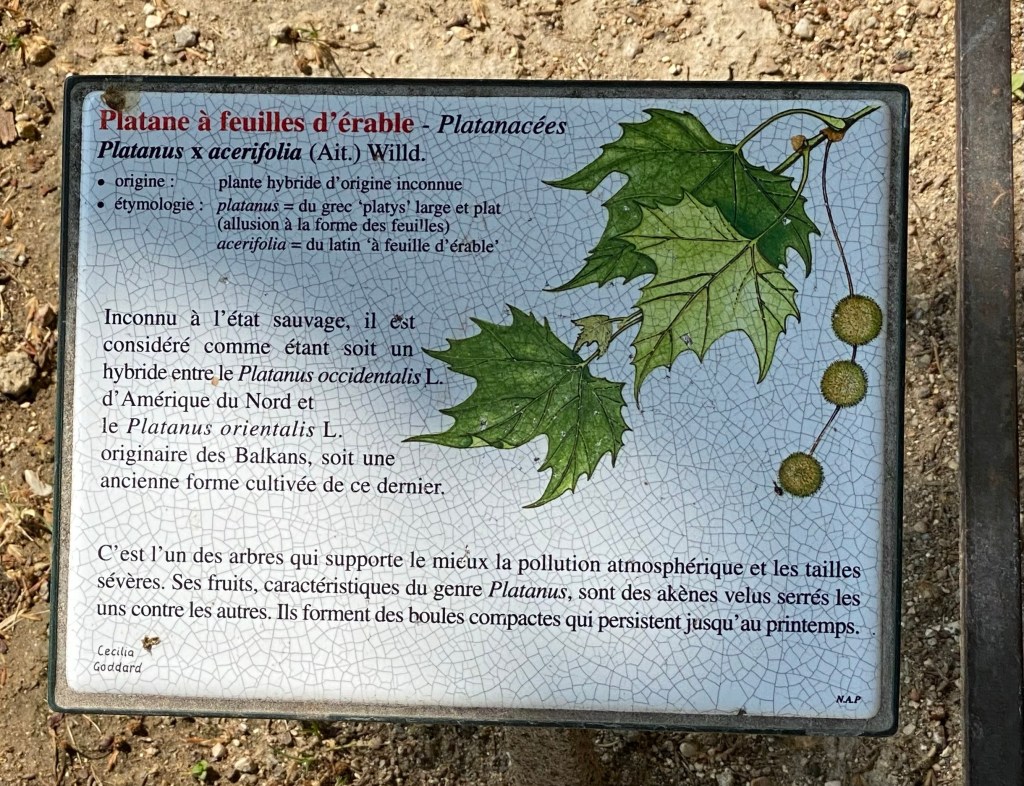 Platane à feuilles d'érable - Platanacées
Platanus x acerifolia (Ait.) Willd.
• origine : plante hybride d'origine inconnue
• étymologie : platanus = du grec 'platys' large et plat
(allusion à la forme des feuilles)
acerifolia = du latin 'à feuille d'érable'
Inconnu à l'état sauvage, il est
considéré comme étant soit un
hybride entre le Platanus occidentalis L.
d'Amérique du Nord et
le Platanus orientalis L.
originaire des Balkans, soit une
ancienne forme cultivée de ce dernier.
C'est l'un des arbres qui supporte le mieux la pollution atmosphérique et les tailles
sévères. Ses fruits, caractéristiques du genre Platanus, sont des akènes velus serrés les
uns contre les autres. Ils forment des boules compactes qui persistent jusqu'au printemps.
Cecilia
Goddard
N.A.P